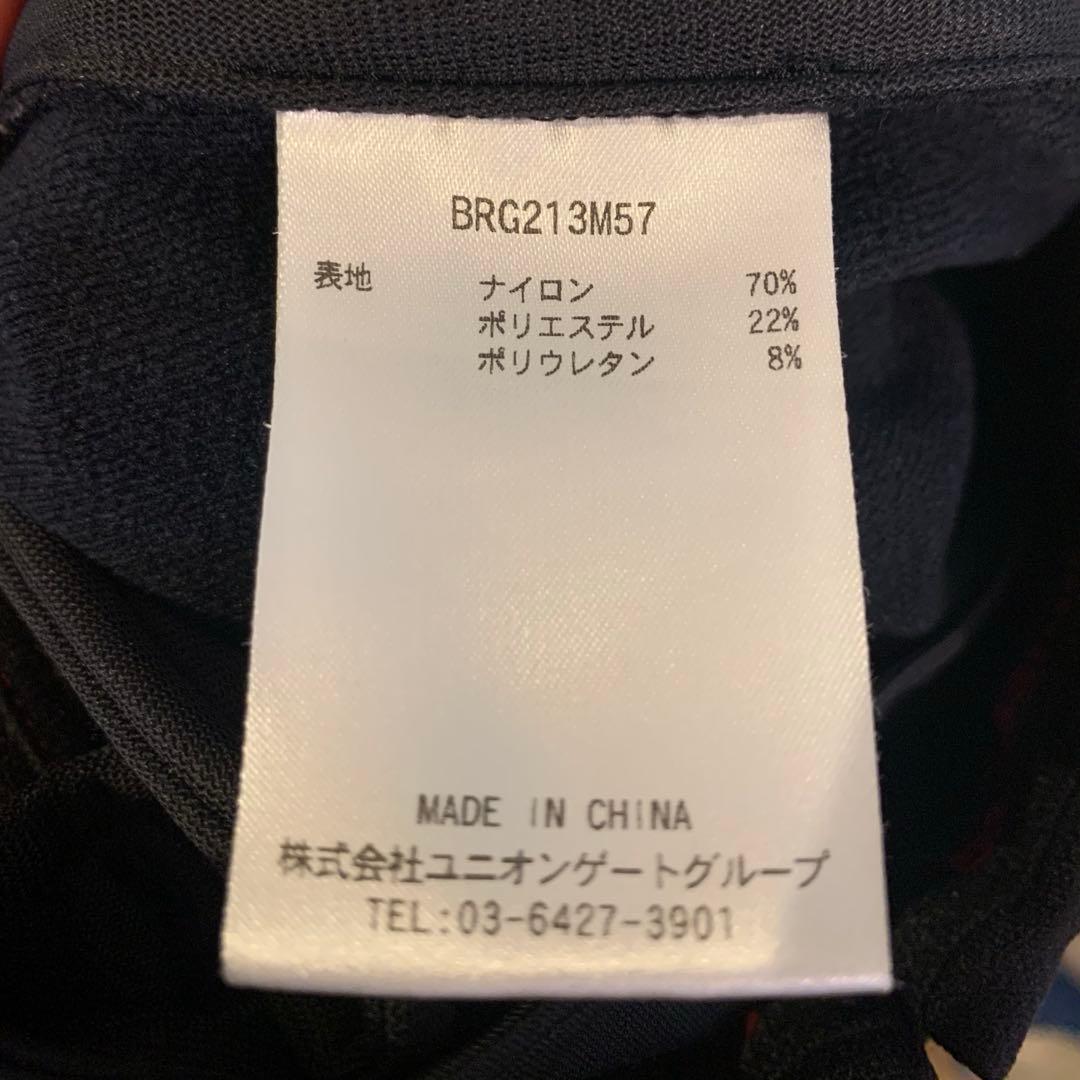 BRG213M57
表地 ナイロン 70%
ポリエステル 22%
ポリウレタン 8%
MADE IN CHINA
株式会社ユニオンゲートグループ
TEL:03-6427-3901